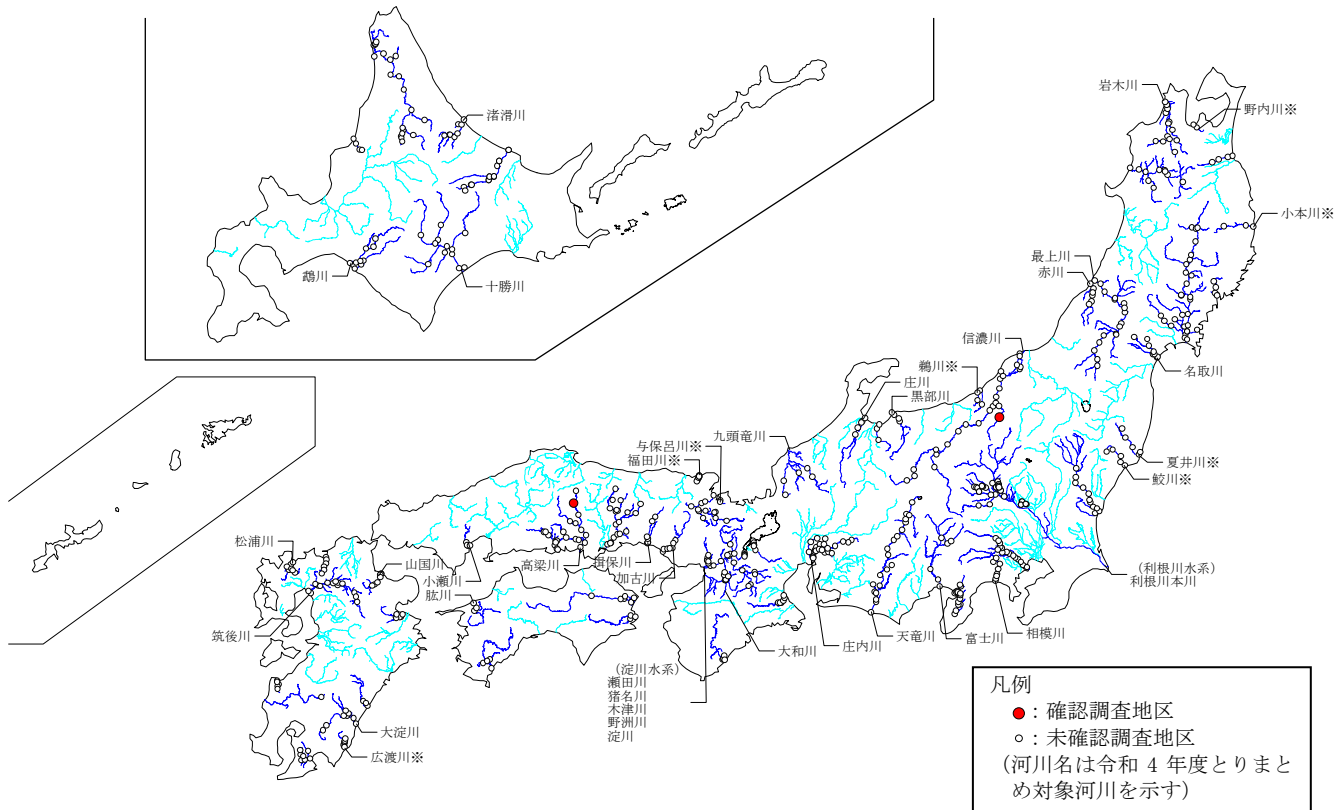 渚滑川
鵡川
十勝川
岩木川
野内川※
小本川※
最上川
赤川
信濃川
鵜川※
庄川
黒部川
名取川
九頭竜川
与保呂川※
福田川※
夏井川※
鮫川※
松浦川
山国川
小瀬川
肱川
高梁川
揖保川
加古川
(利根川水系)
利根川本川
筑後川
大和川
庄内川
天竜川
富士川
相模川
(淀川水系)
瀬田川
猪名川
木津川
野洲川
淀川
大淀川
広渡川※
凡例
●：確認調査地区
○：未確認調査地区
(河川名は令和 4 年度とりまと
め対象河川を示す)